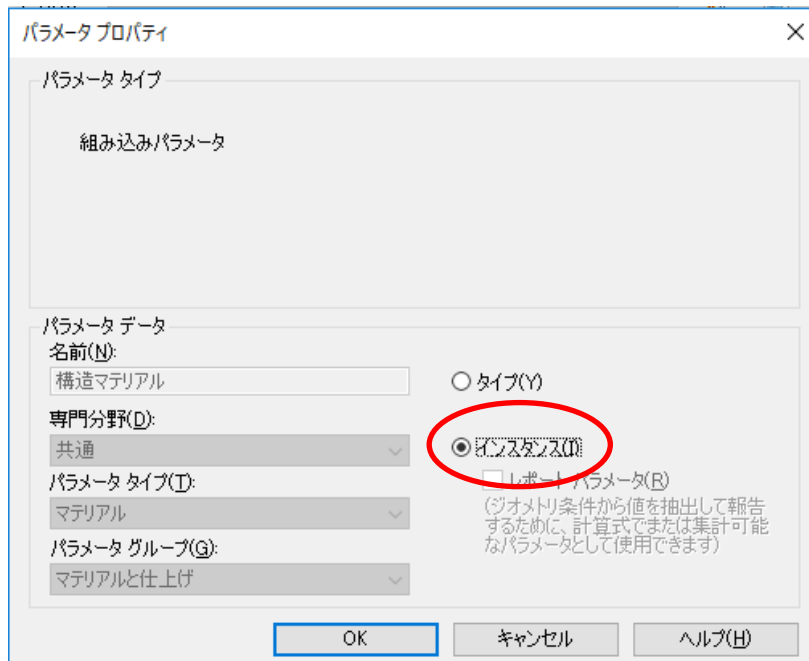 パラメータ プロパティ
パラメータ タイプ
組み込みパラメータ
パラメータ データ
名前(N):
構造マテリアル
タイプ(Y)
専門分野(D):
共通
インスタンス(I)
パラメータ タイプ(T):
レポート パラメータ(R)
マテリアル
(ジオメトリ条件から値を抽出して報告
するために、計算式でまたは集計可能
なパラメータとして使用できます)
パラメータ グループ(G):
マテリアルと仕上げ
OK
キャンセル
ヘルプ(H)